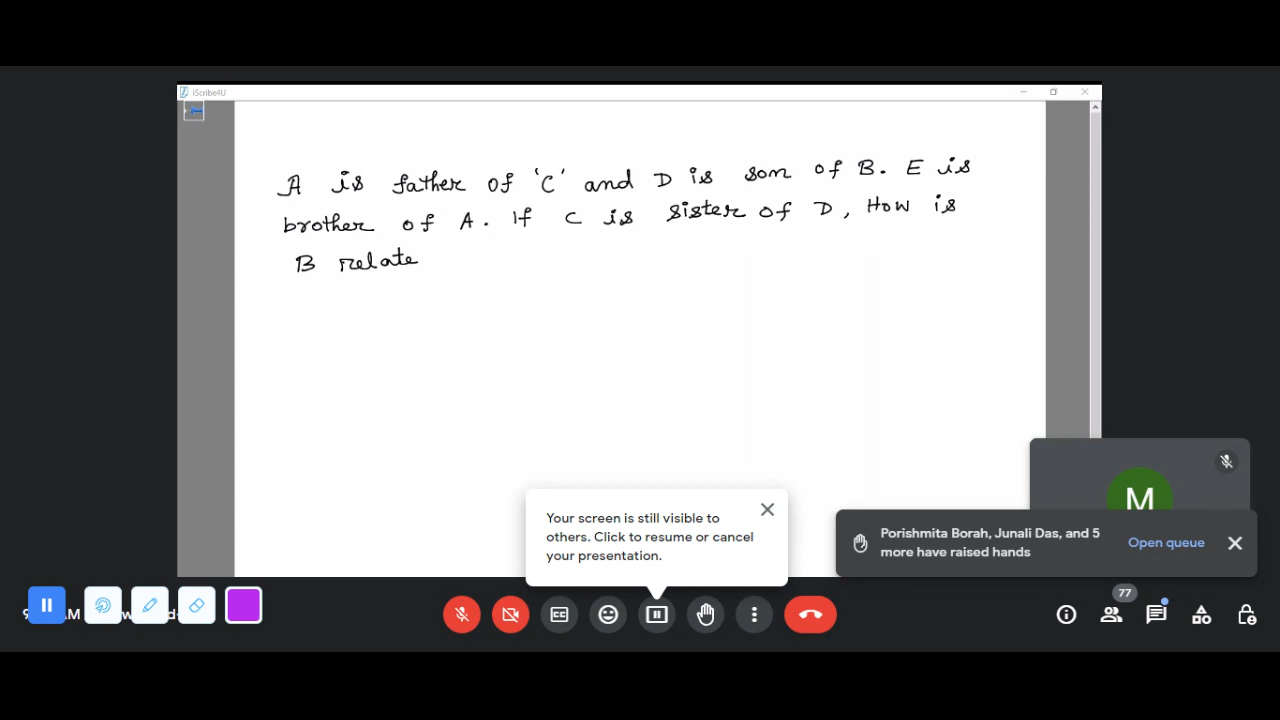 iScribe4U
A is father of 'C' and D is son of B. E is
brother of A. If C is sister of D, How is
B relate
M
Your screen is still visible to
others. Click to resume or cancel
your presentation.
Porishmita Borah, Junali Das, and 5
more have raised hands
Open queue
77